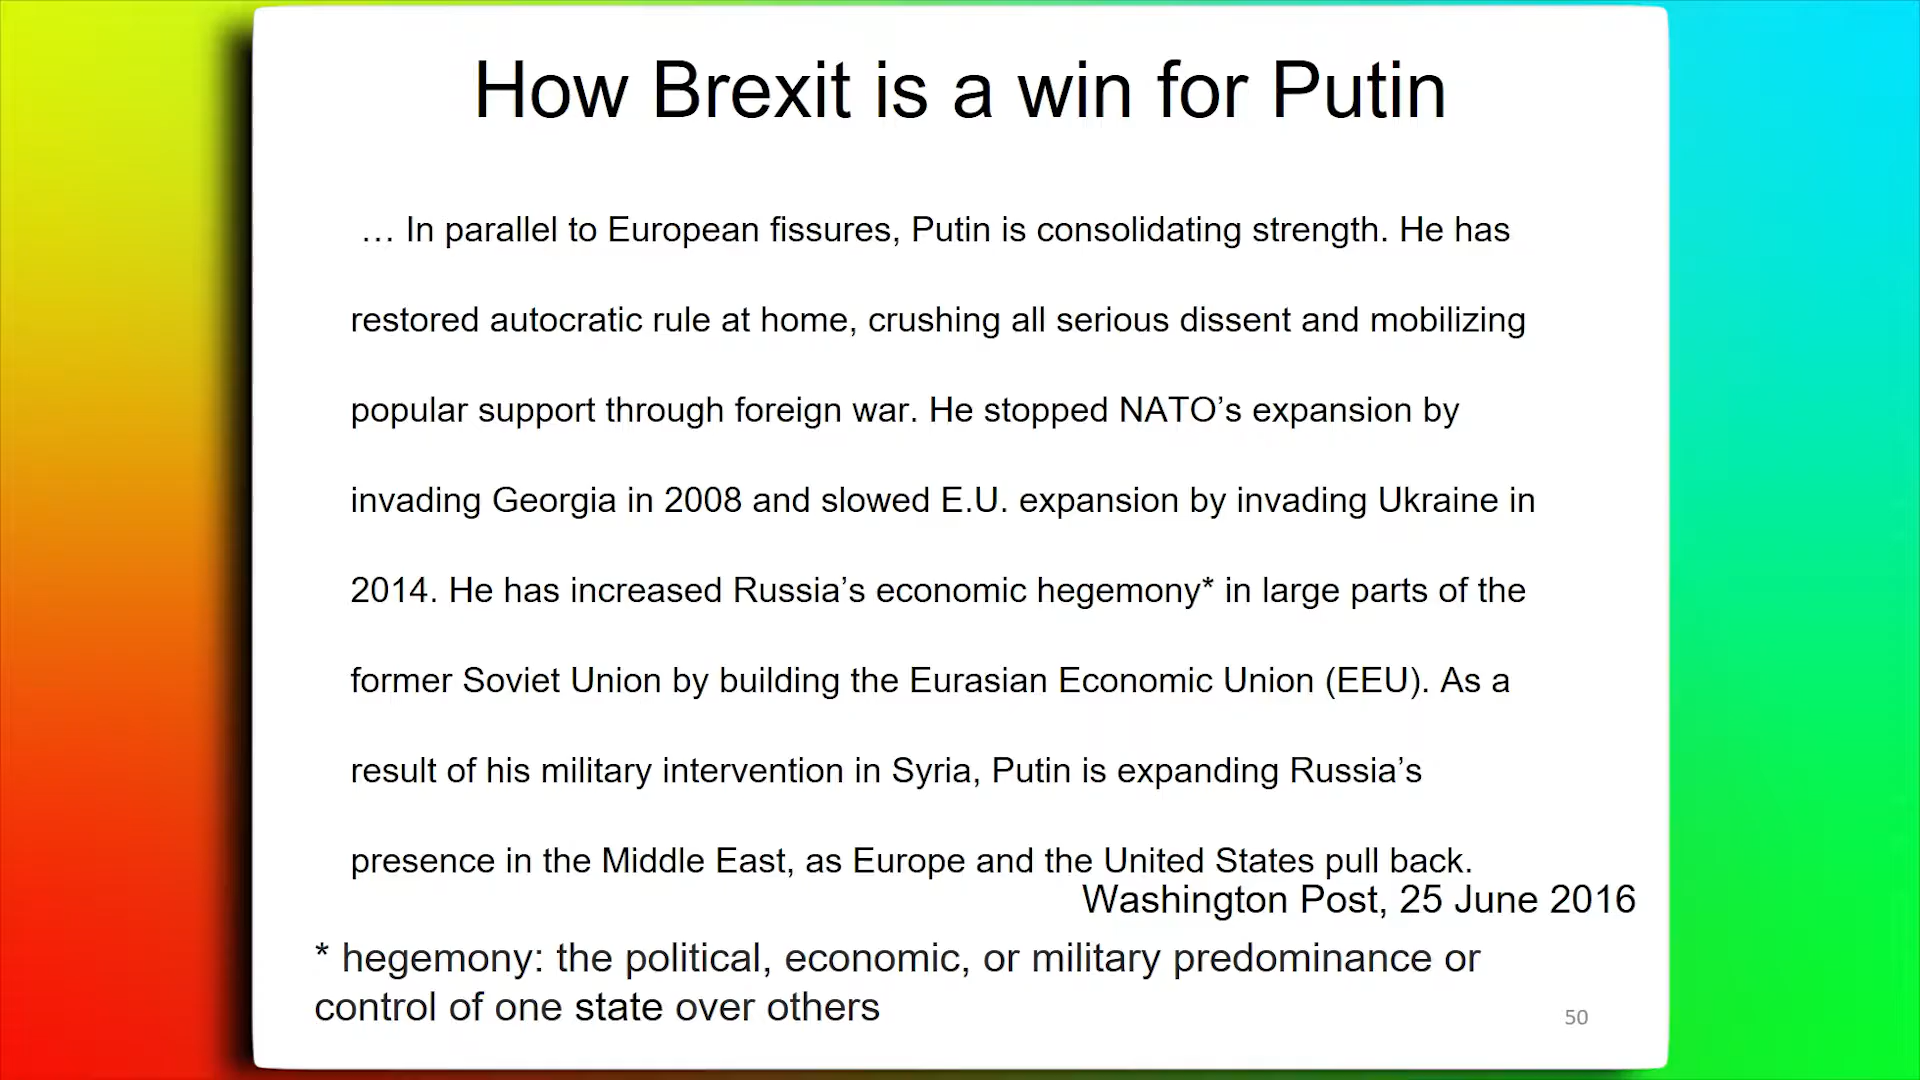 How Brexit is a win for Putin
… In parallel to European fissures, Putin is consolidating strength. He has
restored autocratic rule at home, crushing all serious dissent and mobilizing
popular support through foreign war. He stopped NATO’s expansion by
invading Georgia in 2008 and slowed E.U. expansion by invading Ukraine in
2014. He has increased Russia’s economic hegemony* in large parts of the
former Soviet Union by building the Eurasian Economic Union (EEU). As a
result of his military intervention in Syria, Putin is expanding Russia’s
presence in the Middle East, as Europe and the United States pull back.
Washington Post, 25 June 2016
* hegemony: the political, economic, or military predominance or
control of one state over others
50